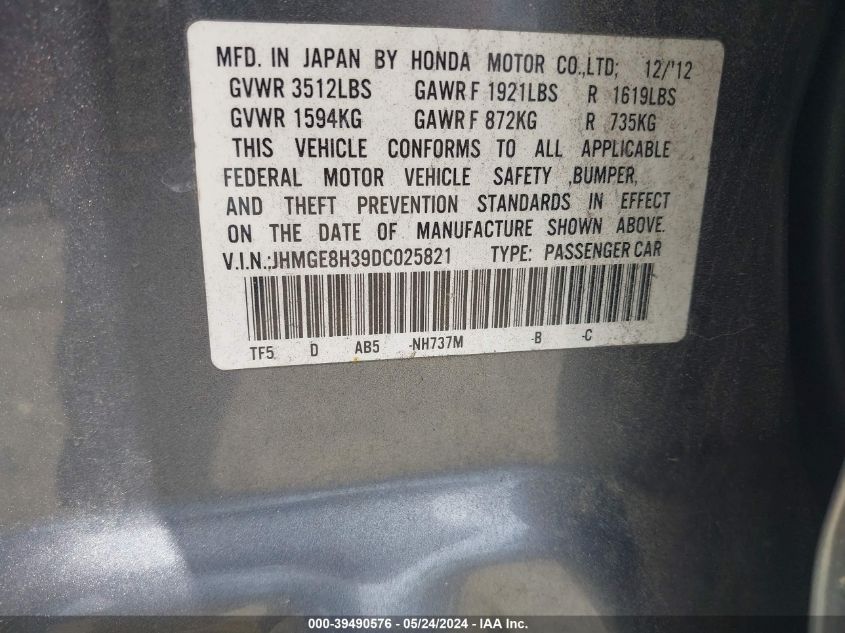 MFD. IN JAPAN BY HONDA MOTOR CO.,LTD; 12/'12
GVWR 3512LBS GAWR F 1921LBS R 1619LBS
GVWR 1594KG GAWR F 872KG R 735KG
THIS VEHICLE CONFORMS TO ALL APPLICABLE
FEDERAL MOTOR VEHICLE SAFETY ,BUMPER,
AND THEFT PREVENTION STANDARDS IN EFFECT
ON THE DATE OF MANUFACTURE SHOWN ABOVE.
V.I.N.:JHMGE8H39DC025821 TYPE: PASSENGER CAR
TF5 D AB5 -NH737M -B -C
000-39490576 - 05/24/2024 - IAA Inc.